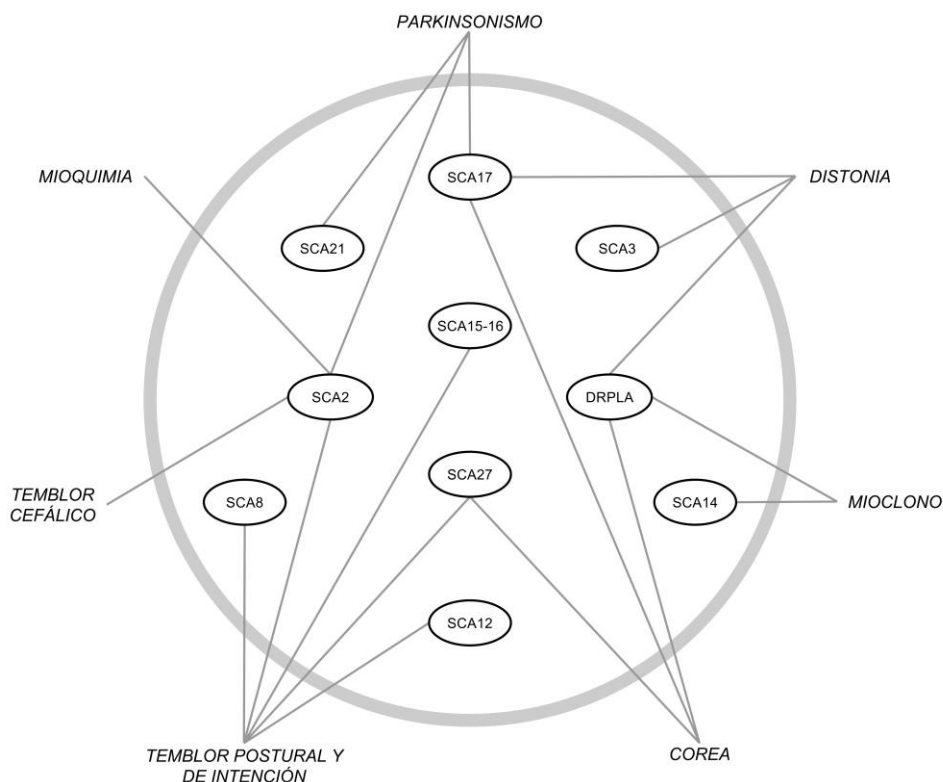 PARKINSONISMO
MIOQUIMIA
SCA17
DISTONIA
SCA21
SCA3
SCA15-16
SCA2
DRPLA
SCA27
TEMBLOR
CEFÁLICO
SCA8
SCA14
MIOCLONO
SCA12
TEMBLOR POSTURAL Y
DE INTENCIÓN
COREA